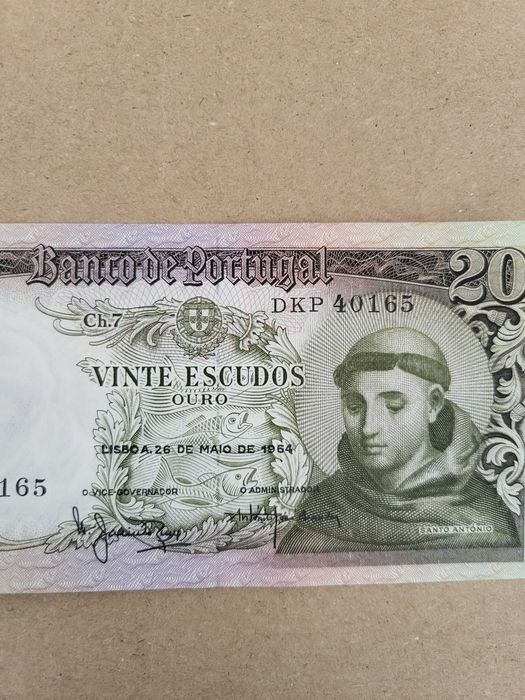 Banco de Portugal
20
DKP 40165
Ch.7
VINTE ESCUDOS
OURO
LISBOA, 26 DE MAIO DE 1964
165
O VICE-GOVERNADOR
O ADMINISTRADOR
SANTO ANTÓNIO